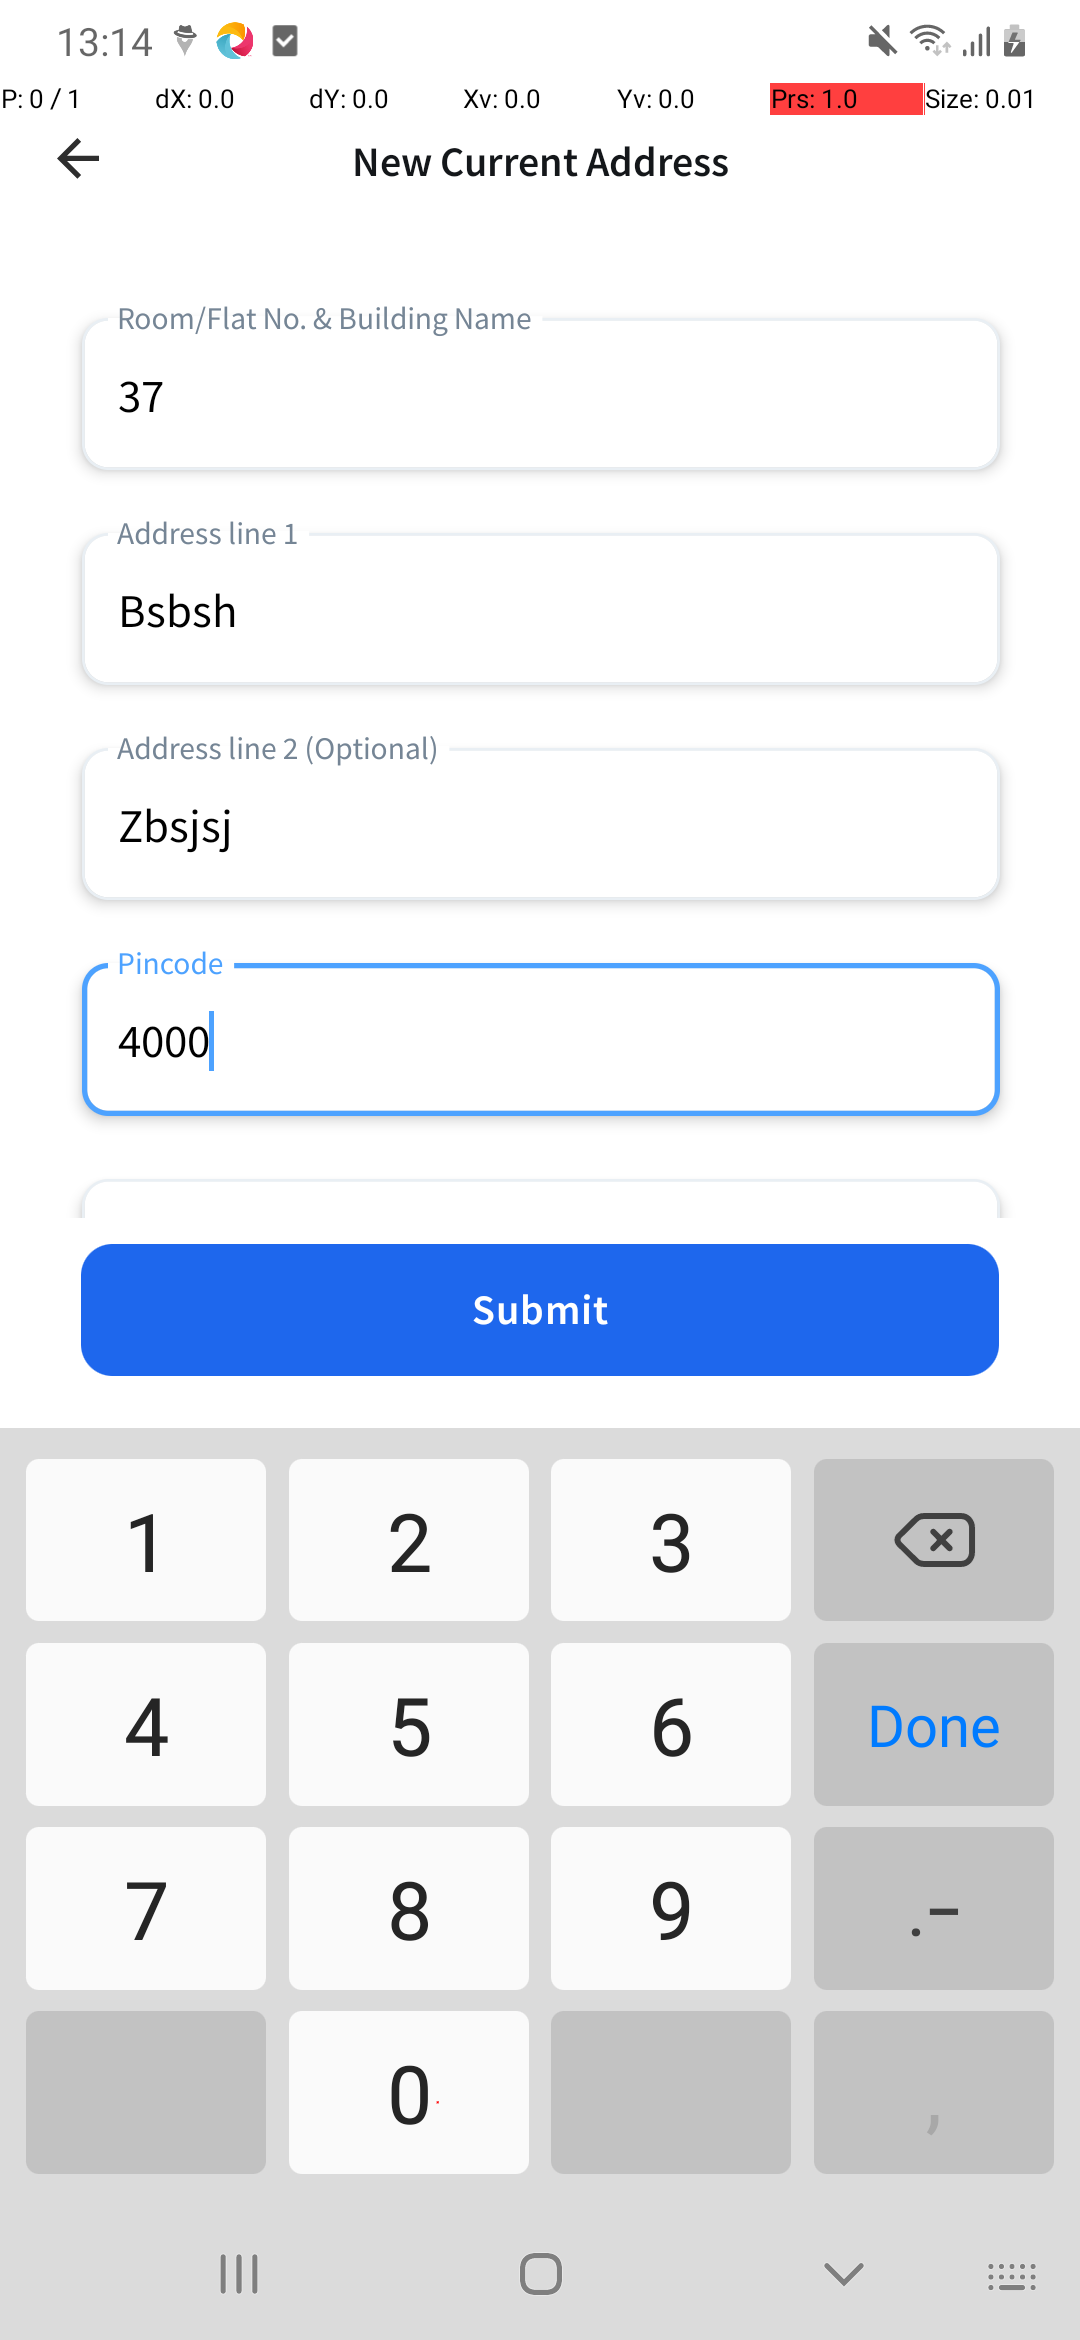 13:14
P: 0 / 1 dX: 0.0 dY: 0.0 Xv: 0.0 Yv: 0.0 Prs: 1.0 Size: 0.01
New Current Address
Room/Flat No. & Building Name
37
Address line 1
Bsbsh
Address line 2 (Optional)
Zbsjsj
Pincode
4000
Submit
1 2 3
4 5 6 Done
7 8 9 .-
0 ,